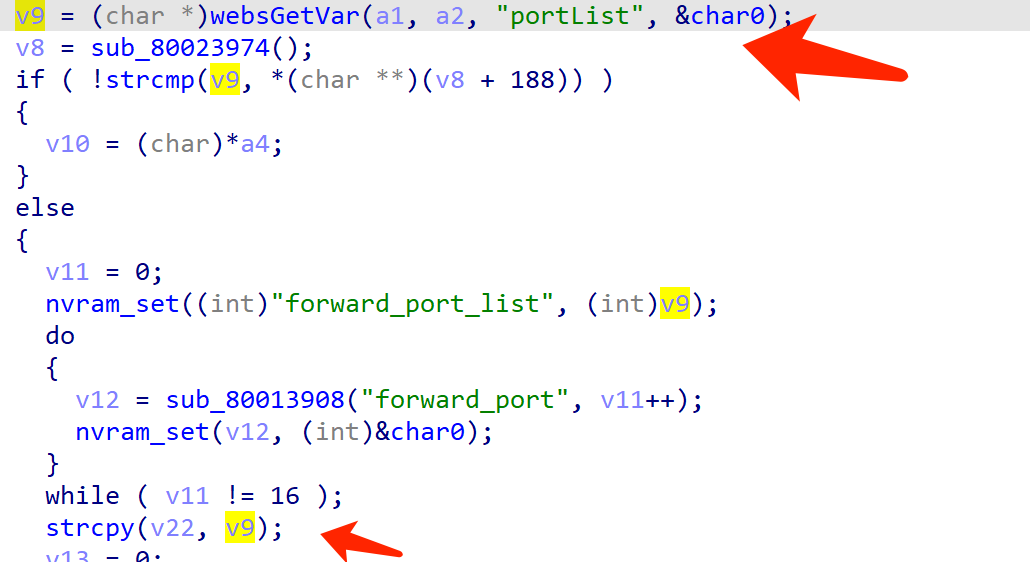 v9 = (char *)websGetVar(a1, a2, "portList", &char0);
v8 = sub_80023974();
if ( !strcmp(v9, *(char **)(v8 + 188)) )
{
v10 = (char)*a4;
}
else
{
v11 = 0;
nvram_set((int)"forward_port_list", (int)v9);
do
{
v12 = sub_80013908("forward_port", v11++);
nvram_set(v12, (int)&char0);
}
while ( v11 != 16 );
strcpy(v22, v9);
v13 = 0;